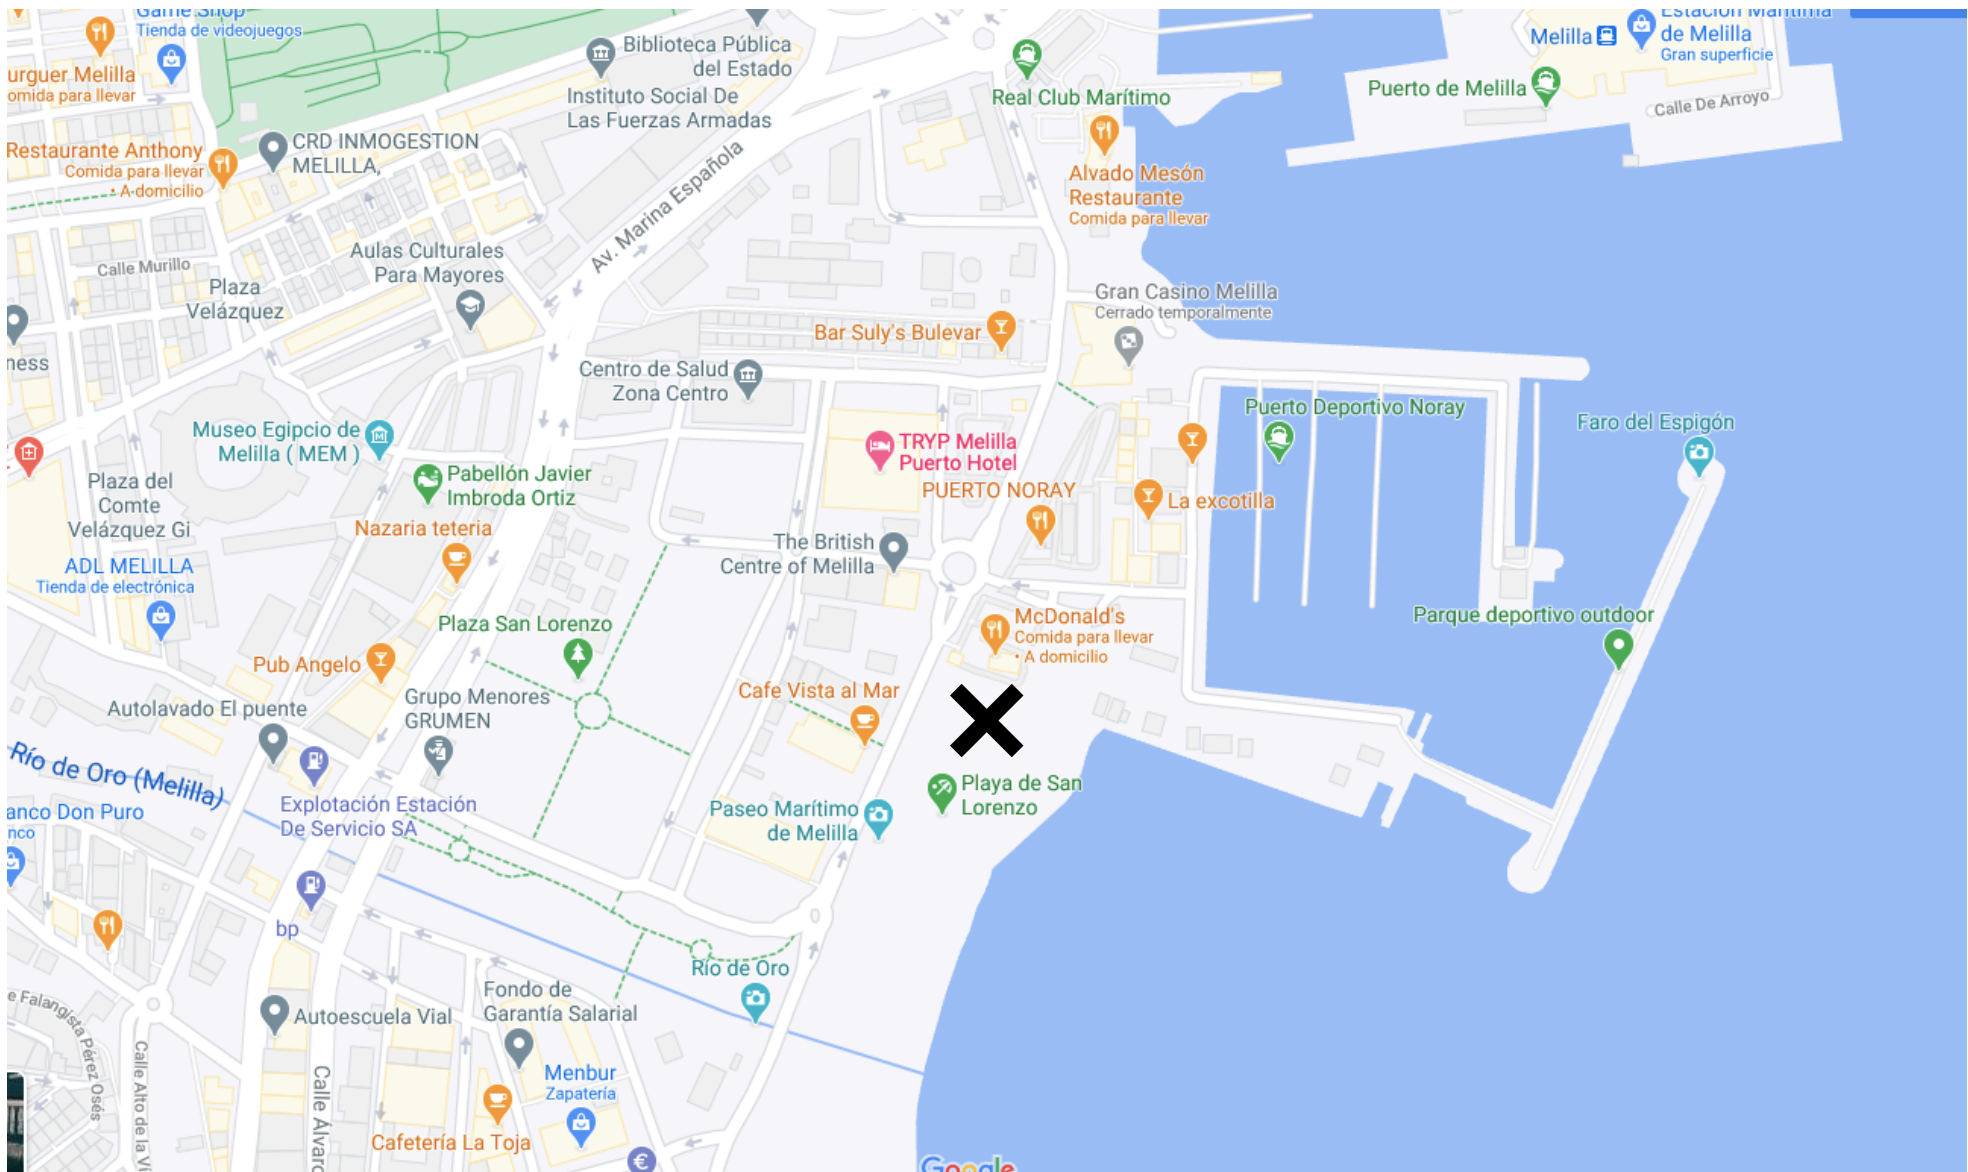 Game Shop
Tienda de videojuegos
urguer Melilla
omida para llevar
Biblioteca Pública
del Estado
Instituto Social De
Las Fuerzas Armadas
Real Club Marítimo
Melilla
Estación Marítima
de Melilla
Gran superficie
Puerto de Melilla
Calle De Arroyo
CRD INMOGESTION
MELILLA,
Restaurante Anthony
Comida para llevar
• A domicilio
Alvado Mesón
Restaurante
Comida para llevar
Av. Marina Española
Aulas Culturales
Para Mayores
Calle Murillo
Plaza
Velázquez
Gran Casino Melilla
Cerrado temporalmente
Bar Suly's Bulevar
ness
Centro de Salud
Zona Centro
Museo Egipcio de
Melilla ( MEM )
Puerto Deportivo Noray
Faro del Espigón
TRYP Melilla
Puerto Hotel
Pabellón Javier
Imbroda Ortiz
PUERTO NORAY
La excotilla
Plaza del
Comte
Velázquez Gi
Nazaria teteria
The British
Centre of Melilla
ADL MELILLA
Tienda de electrónica
Plaza San Lorenzo
McDonald's
Comida para llevar
• A domicilio
Parque deportivo outdoor
Pub Angelo
Grupo Menores
GRUMEN
Cafe Vista al Mar
Autolavado El puente
Río de Oro (Melilla)
Explotación Estación
De Servicio SA
Playa de San
Lorenzo
Paseo Marítimo
de Melilla
anco Don Puro
nco
bp
Río de Oro
Fondo de
Garantía Salarial
e Falangista Pérez Osés
Autoescuela Vial
Calle Alto de la Ví
Calle Álvaro
Menbur
Zapatería
Cafetería La Toja
Google